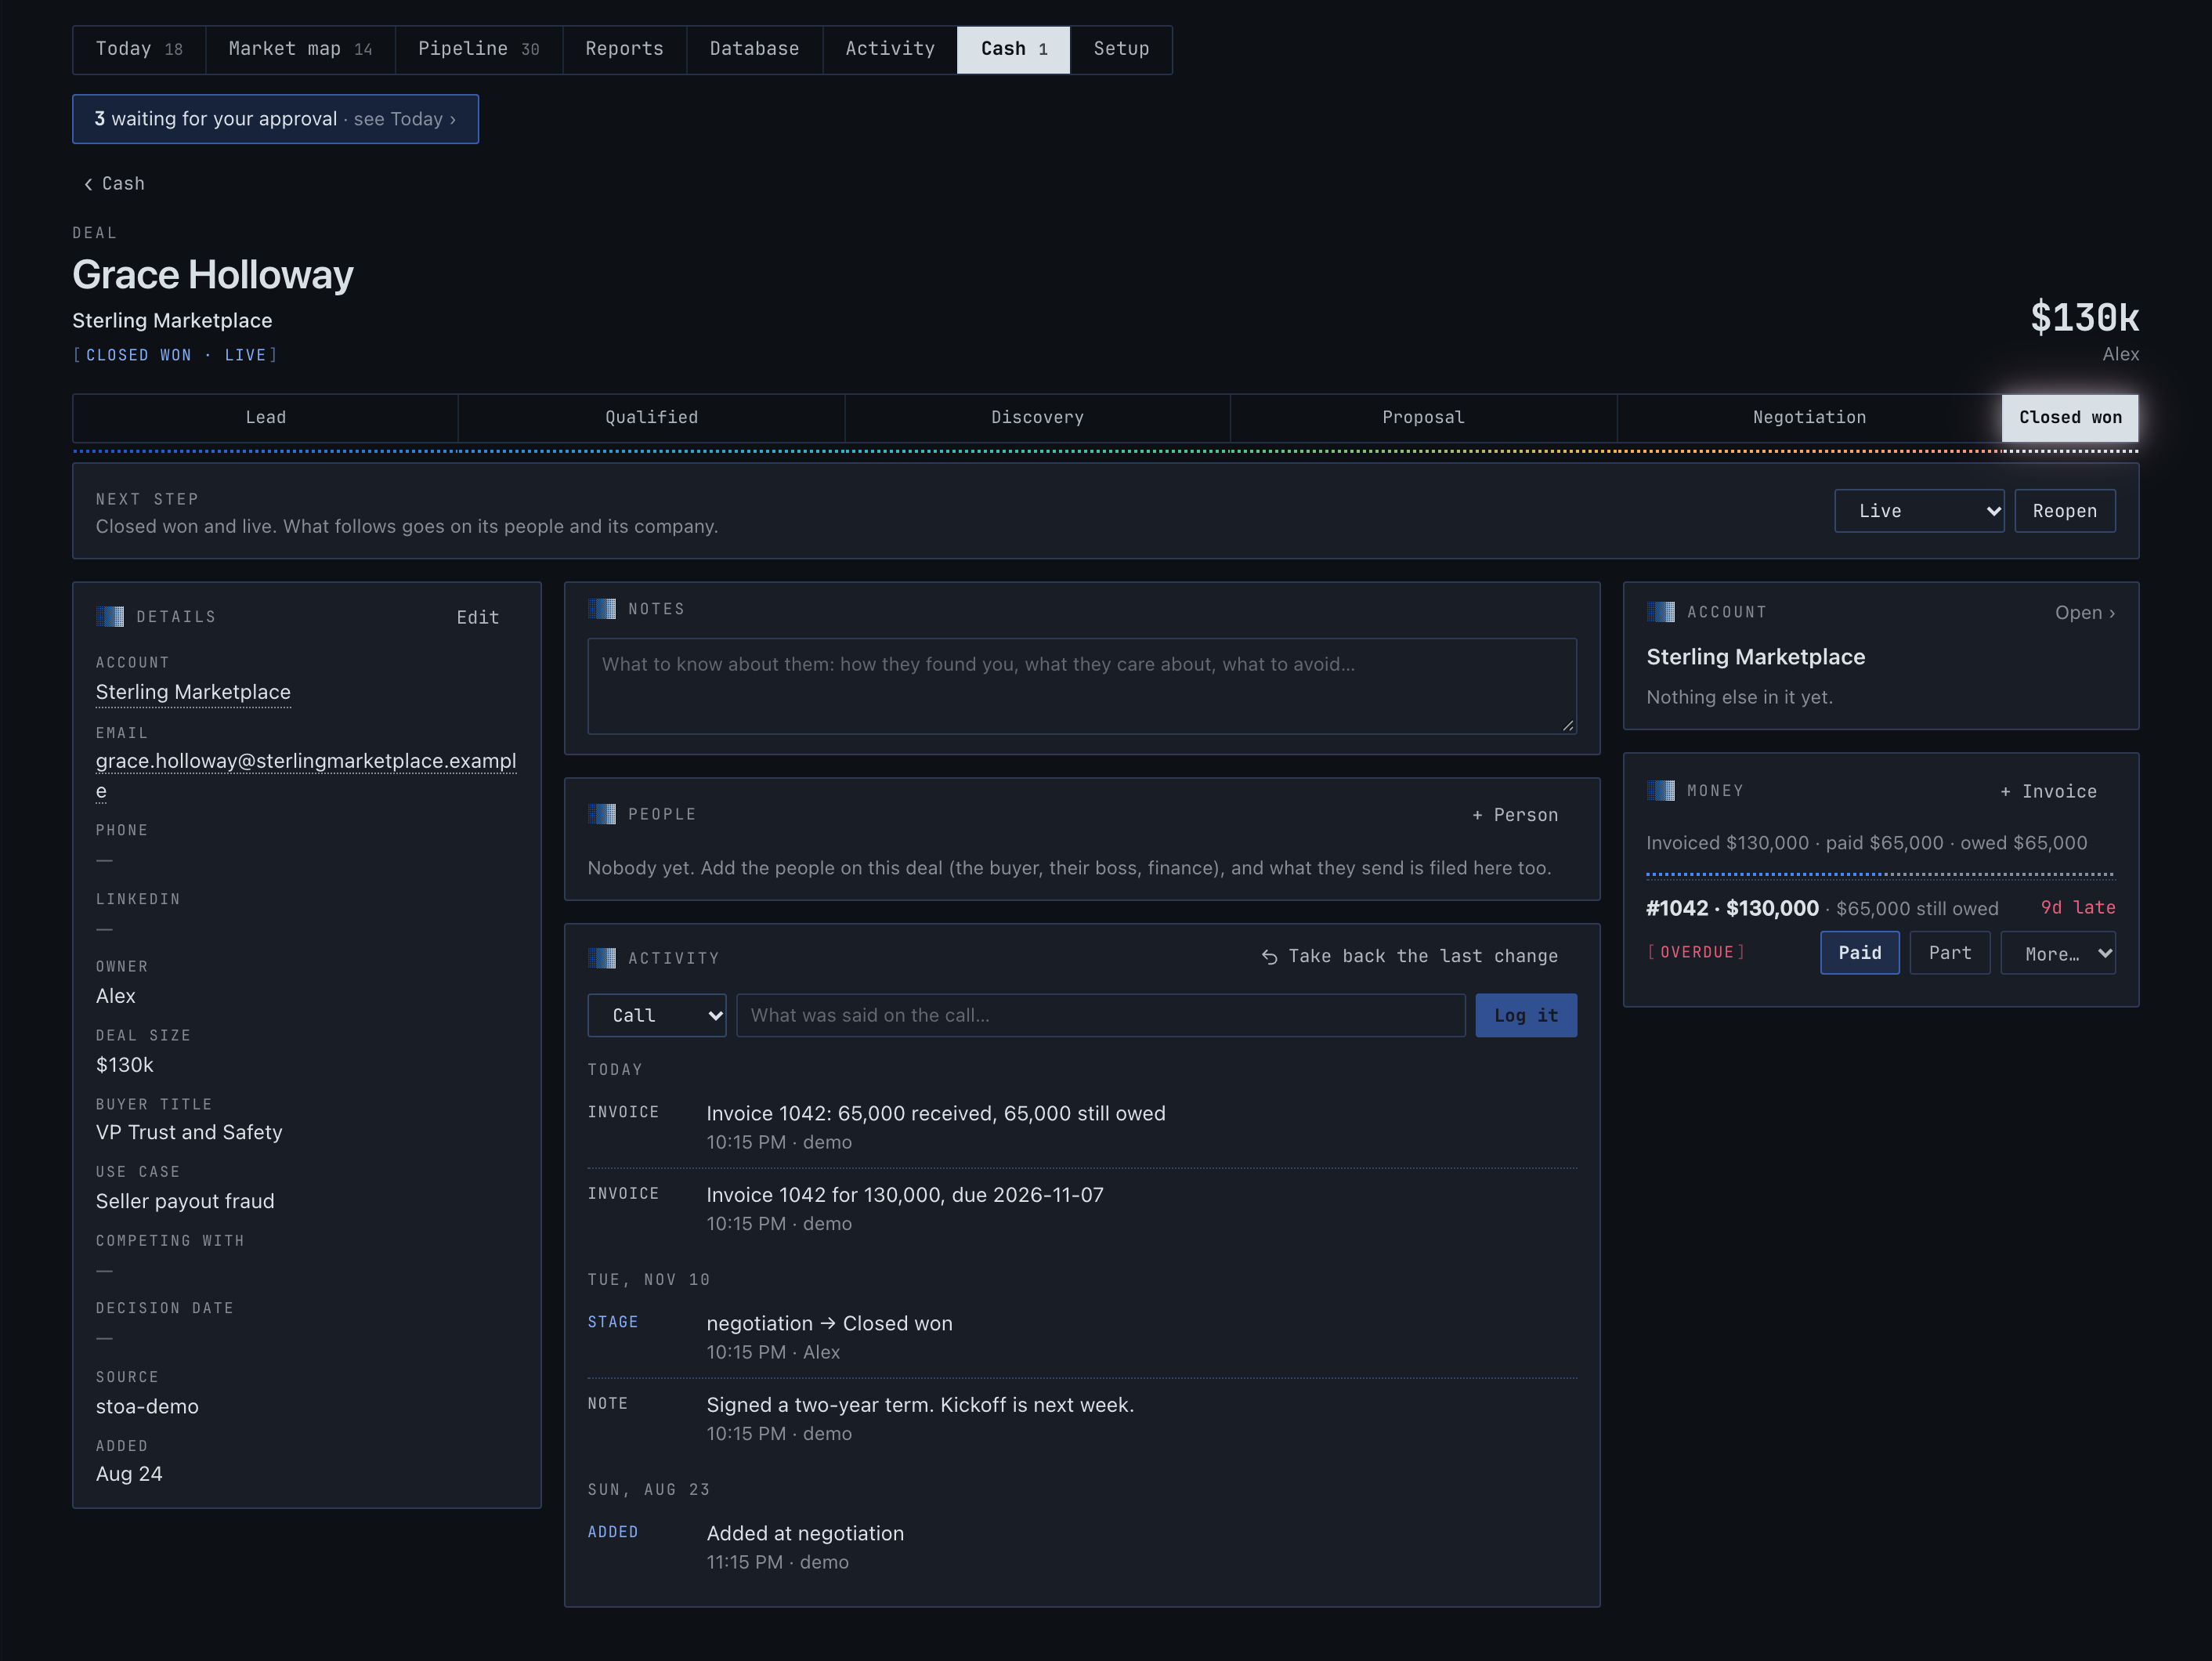 Today 18
Market map 14
Pipeline 30
Reports
Database
Activity
Cash 1
Setup
3 waiting for your approval · see Today ›
‹ Cash
DEAL
Grace Holloway
Sterling Marketplace
[CLOSED WON · LIVE]
$130k
Alex
Lead
Qualified
Discovery
Proposal
Negotiation
Closed won
NEXT STEP
Closed won and live. What follows goes on its people and its company.
Live
Reopen
DETAILS
Edit
ACCOUNT
Sterling Marketplace
EMAIL
grace.holloway@sterlingmarketplace.exampl
e
PHONE
—
LINKEDIN
—
OWNER
Alex
DEAL SIZE
$130k
BUYER TITLE
VP Trust and Safety
USE CASE
Seller payout fraud
COMPETING WITH
—
DECISION DATE
—
SOURCE
stoa-demo
ADDED
Aug 24
NOTES
What to know about them: how they found you, what they care about, what to avoid…
PEOPLE
+ Person
Nobody yet. Add the people on this deal (the buyer, their boss, finance), and what they send is filed here too.
ACTIVITY
Take back the last change
Call
What was said on the call…
Log it
TODAY
INVOICE
Invoice 1042: 65,000 received, 65,000 still owed
10:15 PM · demo
INVOICE
Invoice 1042 for 130,000, due 2026-11-07
10:15 PM · demo
TUE, NOV 10
STAGE
negotiation → Closed won
10:15 PM · Alex
NOTE
Signed a two-year term. Kickoff is next week.
10:15 PM · demo
SUN, AUG 23
ADDED
Added at negotiation
11:15 PM · demo
ACCOUNT
Open ›
Sterling Marketplace
Nothing else in it yet.
MONEY
+ Invoice
Invoiced $130,000 · paid $65,000 · owed $65,000
#1042 · $130,000 · $65,000 still owed
9d late
[OVERDUE]
Paid
Part
More…